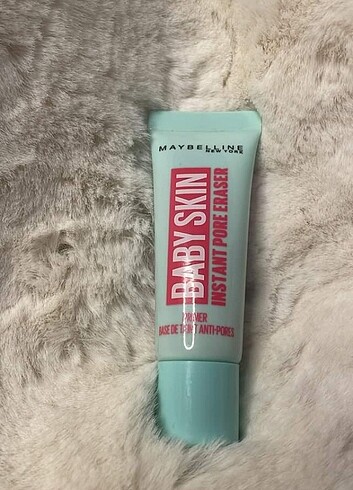 MAYBELLINE
NEW YORK
BABY SKIN
INSTANT PORE ERASER
PRIMER
BASE DE TEINT ANTI-PORES